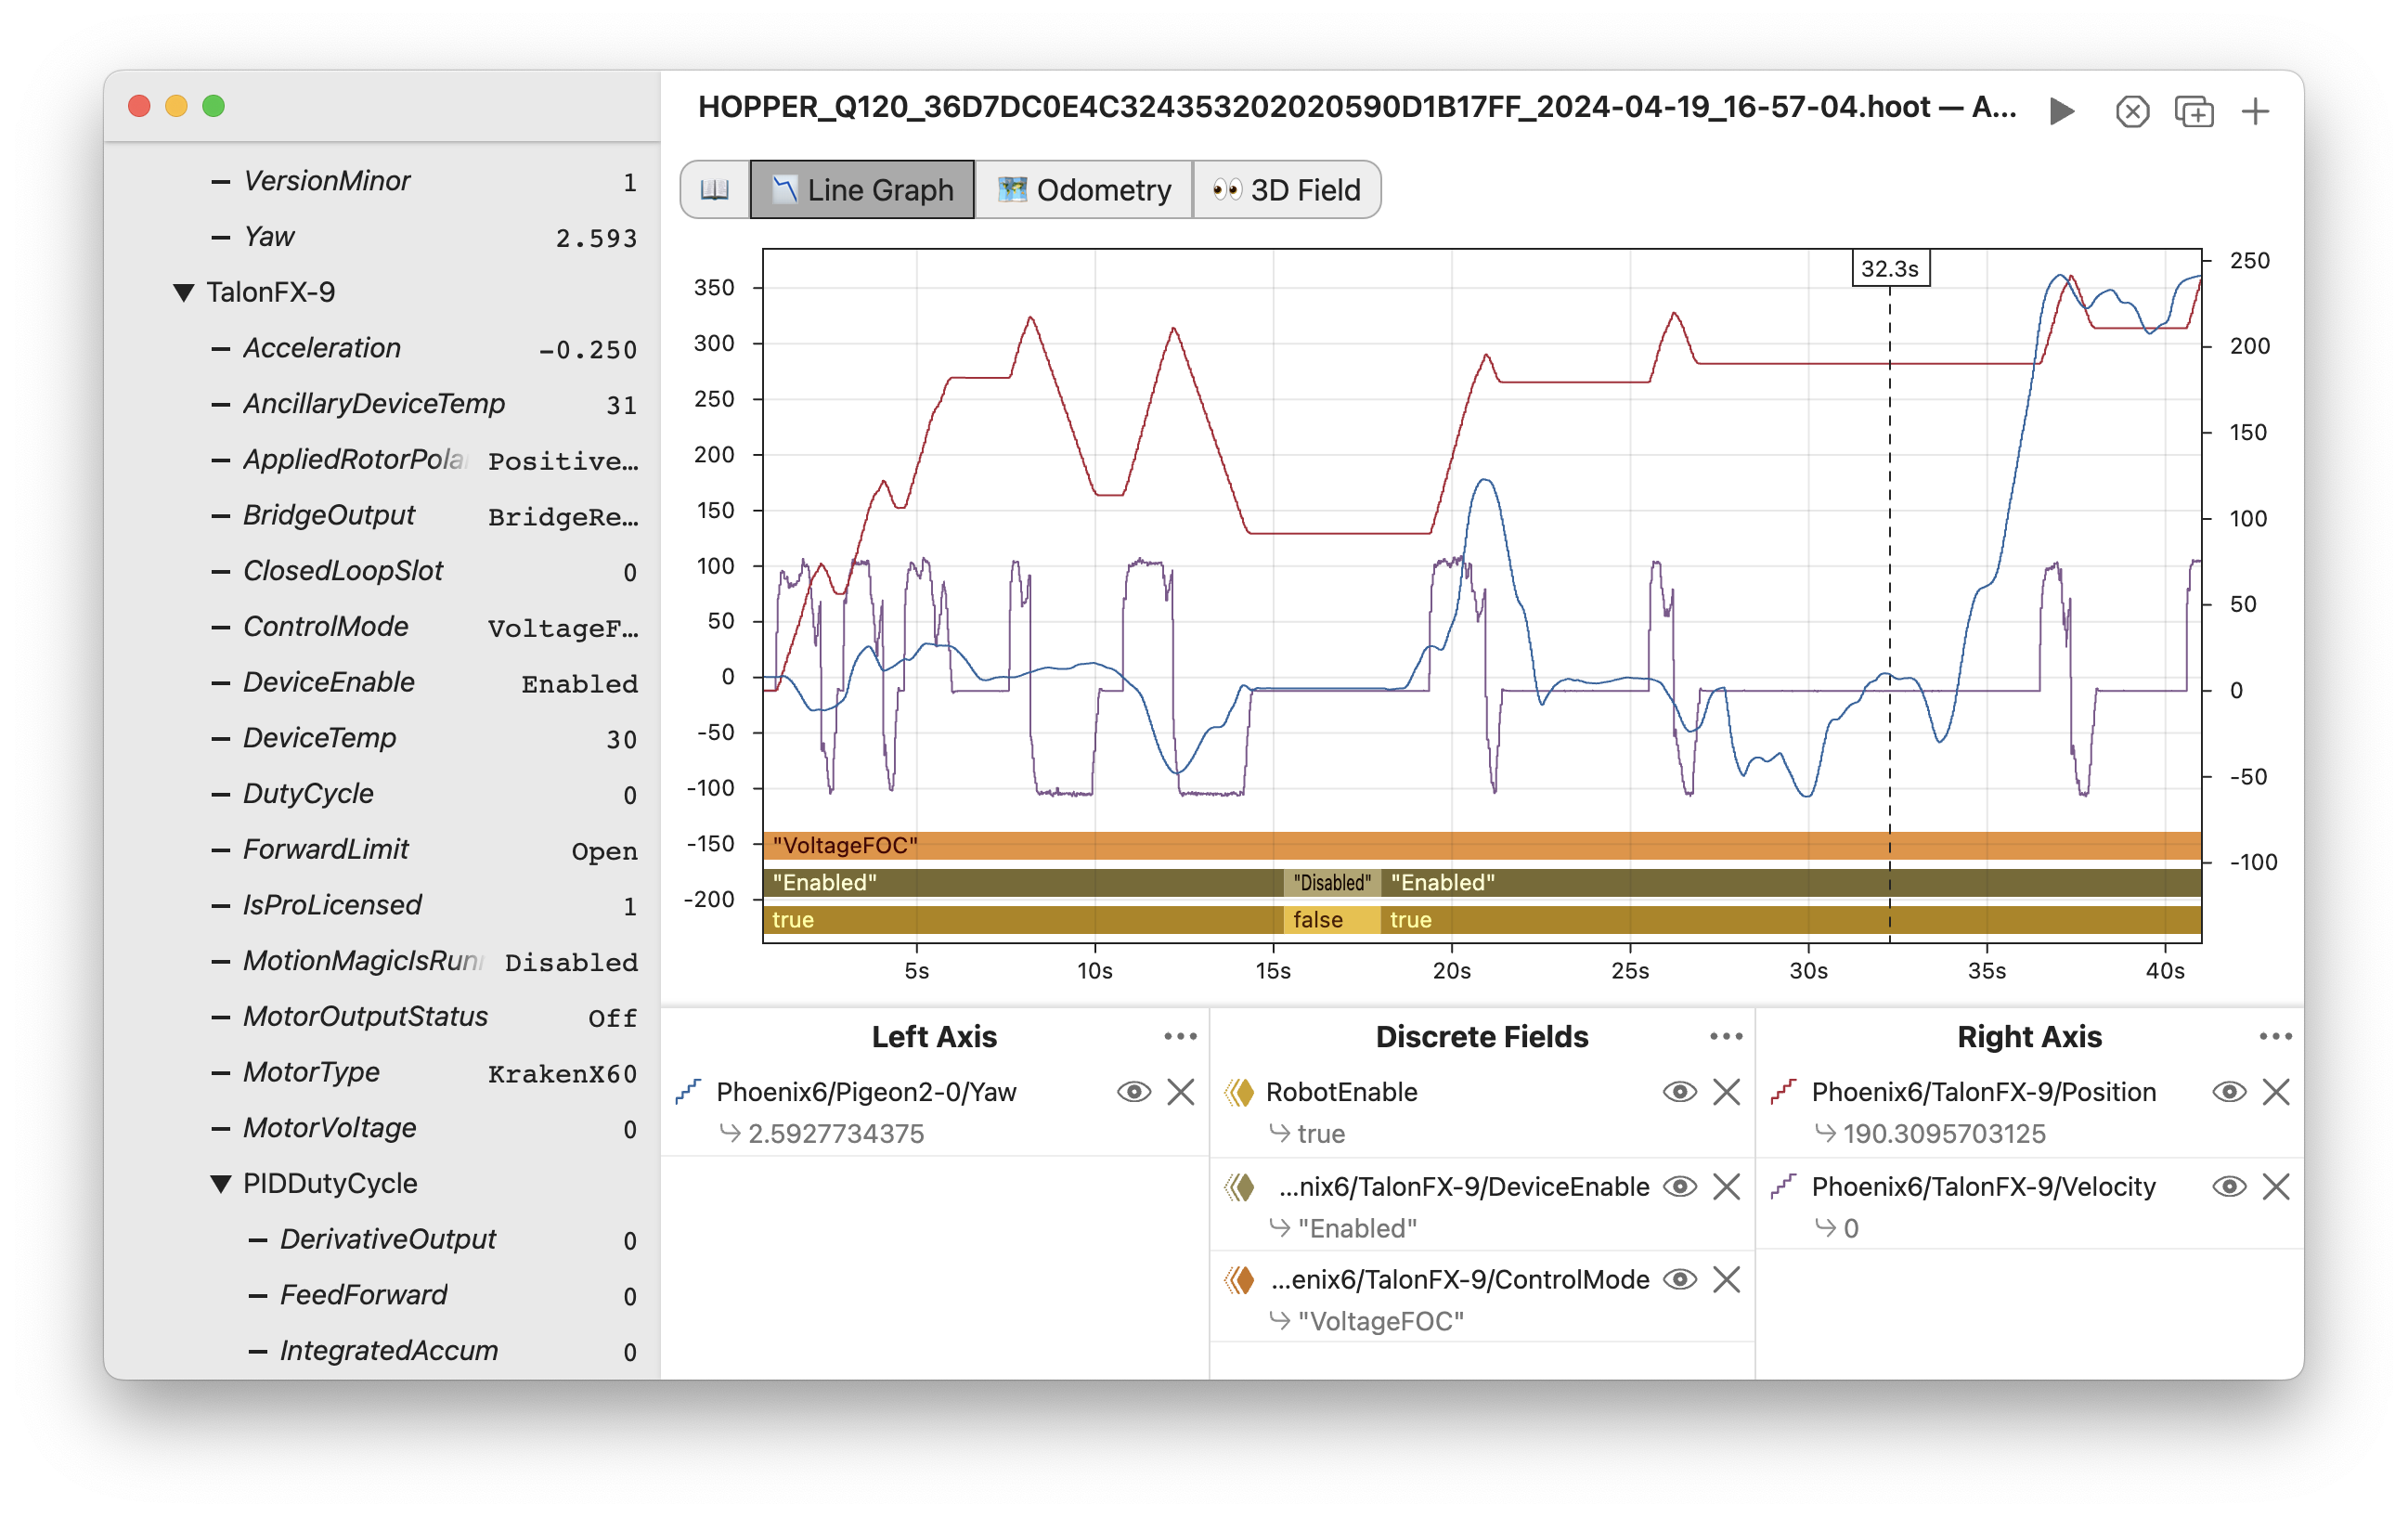 HOPPER_Q120_36D7DC0E4C324353202020590D1B17FF_2024-04-19_16-57-04.hoot — A...
VersionMinor 1
Yaw 2.593
TalonFX-9
Acceleration -0.250
AncillaryDeviceTemp 31
AppliedRotorPola Positive…
BridgeOutput BridgeRe…
ClosedLoopSlot 0
ControlMode VoltageF…
DeviceEnable Enabled
DeviceTemp 30
DutyCycle 0
ForwardLimit Open
IsProLicensed 1
MotionMagicIsRun Disabled
MotorOutputStatus Off
MotorType KrakenX60
MotorVoltage 0
PIDDutyCycle
DerivativeOutput 0
FeedForward 0
IntegratedAccum 0
Line Graph Odometry 3D Field
32.3s
350
300
250
200
150
100
50
0
-50
-100
-150
-200
250
200
150
100
50
0
-50
-100
"VoltageFOC"
"Enabled" "Disabled" "Enabled"
true false true
5s 10s 15s 20s 25s 30s 35s 40s
Left Axis
Phoenix6/Pigeon2-0/Yaw
2.5927734375
Discrete Fields
RobotEnable
true
...nix6/TalonFX-9/DeviceEnable
"Enabled"
...enix6/TalonFX-9/ControlMode
"VoltageFOC"
Right Axis
Phoenix6/TalonFX-9/Position
190.3095703125
Phoenix6/TalonFX-9/Velocity
0